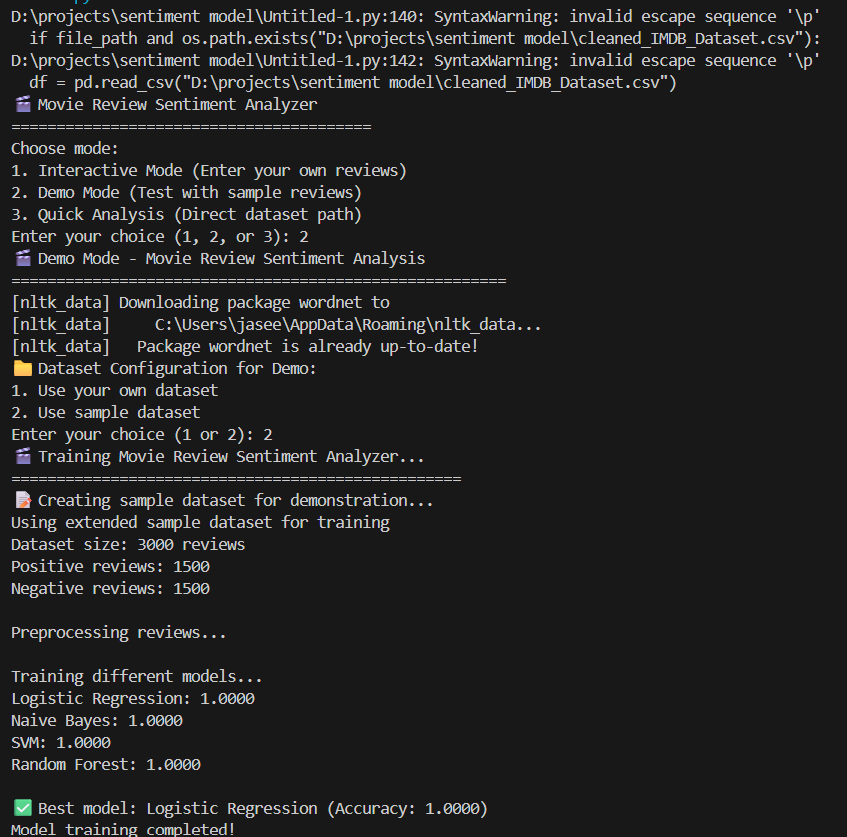 D:\projects\sentiment model\Untitled-1.py:140: SyntaxWarning: invalid escape sequence '\p'
  if file_path and os.path.exists("D:\projects\sentiment model\cleaned_IMDB_Dataset.csv"):
D:\projects\sentiment model\Untitled-1.py:142: SyntaxWarning: invalid escape sequence '\p'
  df = pd.read_csv("D:\projects\sentiment model\cleaned_IMDB_Dataset.csv")
🎬 Movie Review Sentiment Analyzer
========================================
Choose mode:
1. Interactive Mode (Enter your own reviews)
2. Demo Mode (Test with sample reviews)
3. Quick Analysis (Direct dataset path)
Enter your choice (1, 2, or 3): 2
🎬 Demo Mode - Movie Review Sentiment Analysis
=======================================================
[nltk_data] Downloading package wordnet to
[nltk_data]     C:\Users\jasee\AppData\Roaming\nltk_data...
[nltk_data]   Package wordnet is already up-to-date!
📁 Dataset Configuration for Demo:
1. Use your own dataset
2. Use sample dataset
Enter your choice (1 or 2): 2
🎬 Training Movie Review Sentiment Analyzer...
==================================================
📝 Creating sample dataset for demonstration...
Using extended sample dataset for training
Dataset size: 3000 reviews
Positive reviews: 1500
Negative reviews: 1500

Preprocessing reviews...

Training different models...
Logistic Regression: 1.0000
Naive Bayes: 1.0000
SVM: 1.0000
Random Forest: 1.0000

✅ Best model: Logistic Regression (Accuracy: 1.0000)
Model training completed!